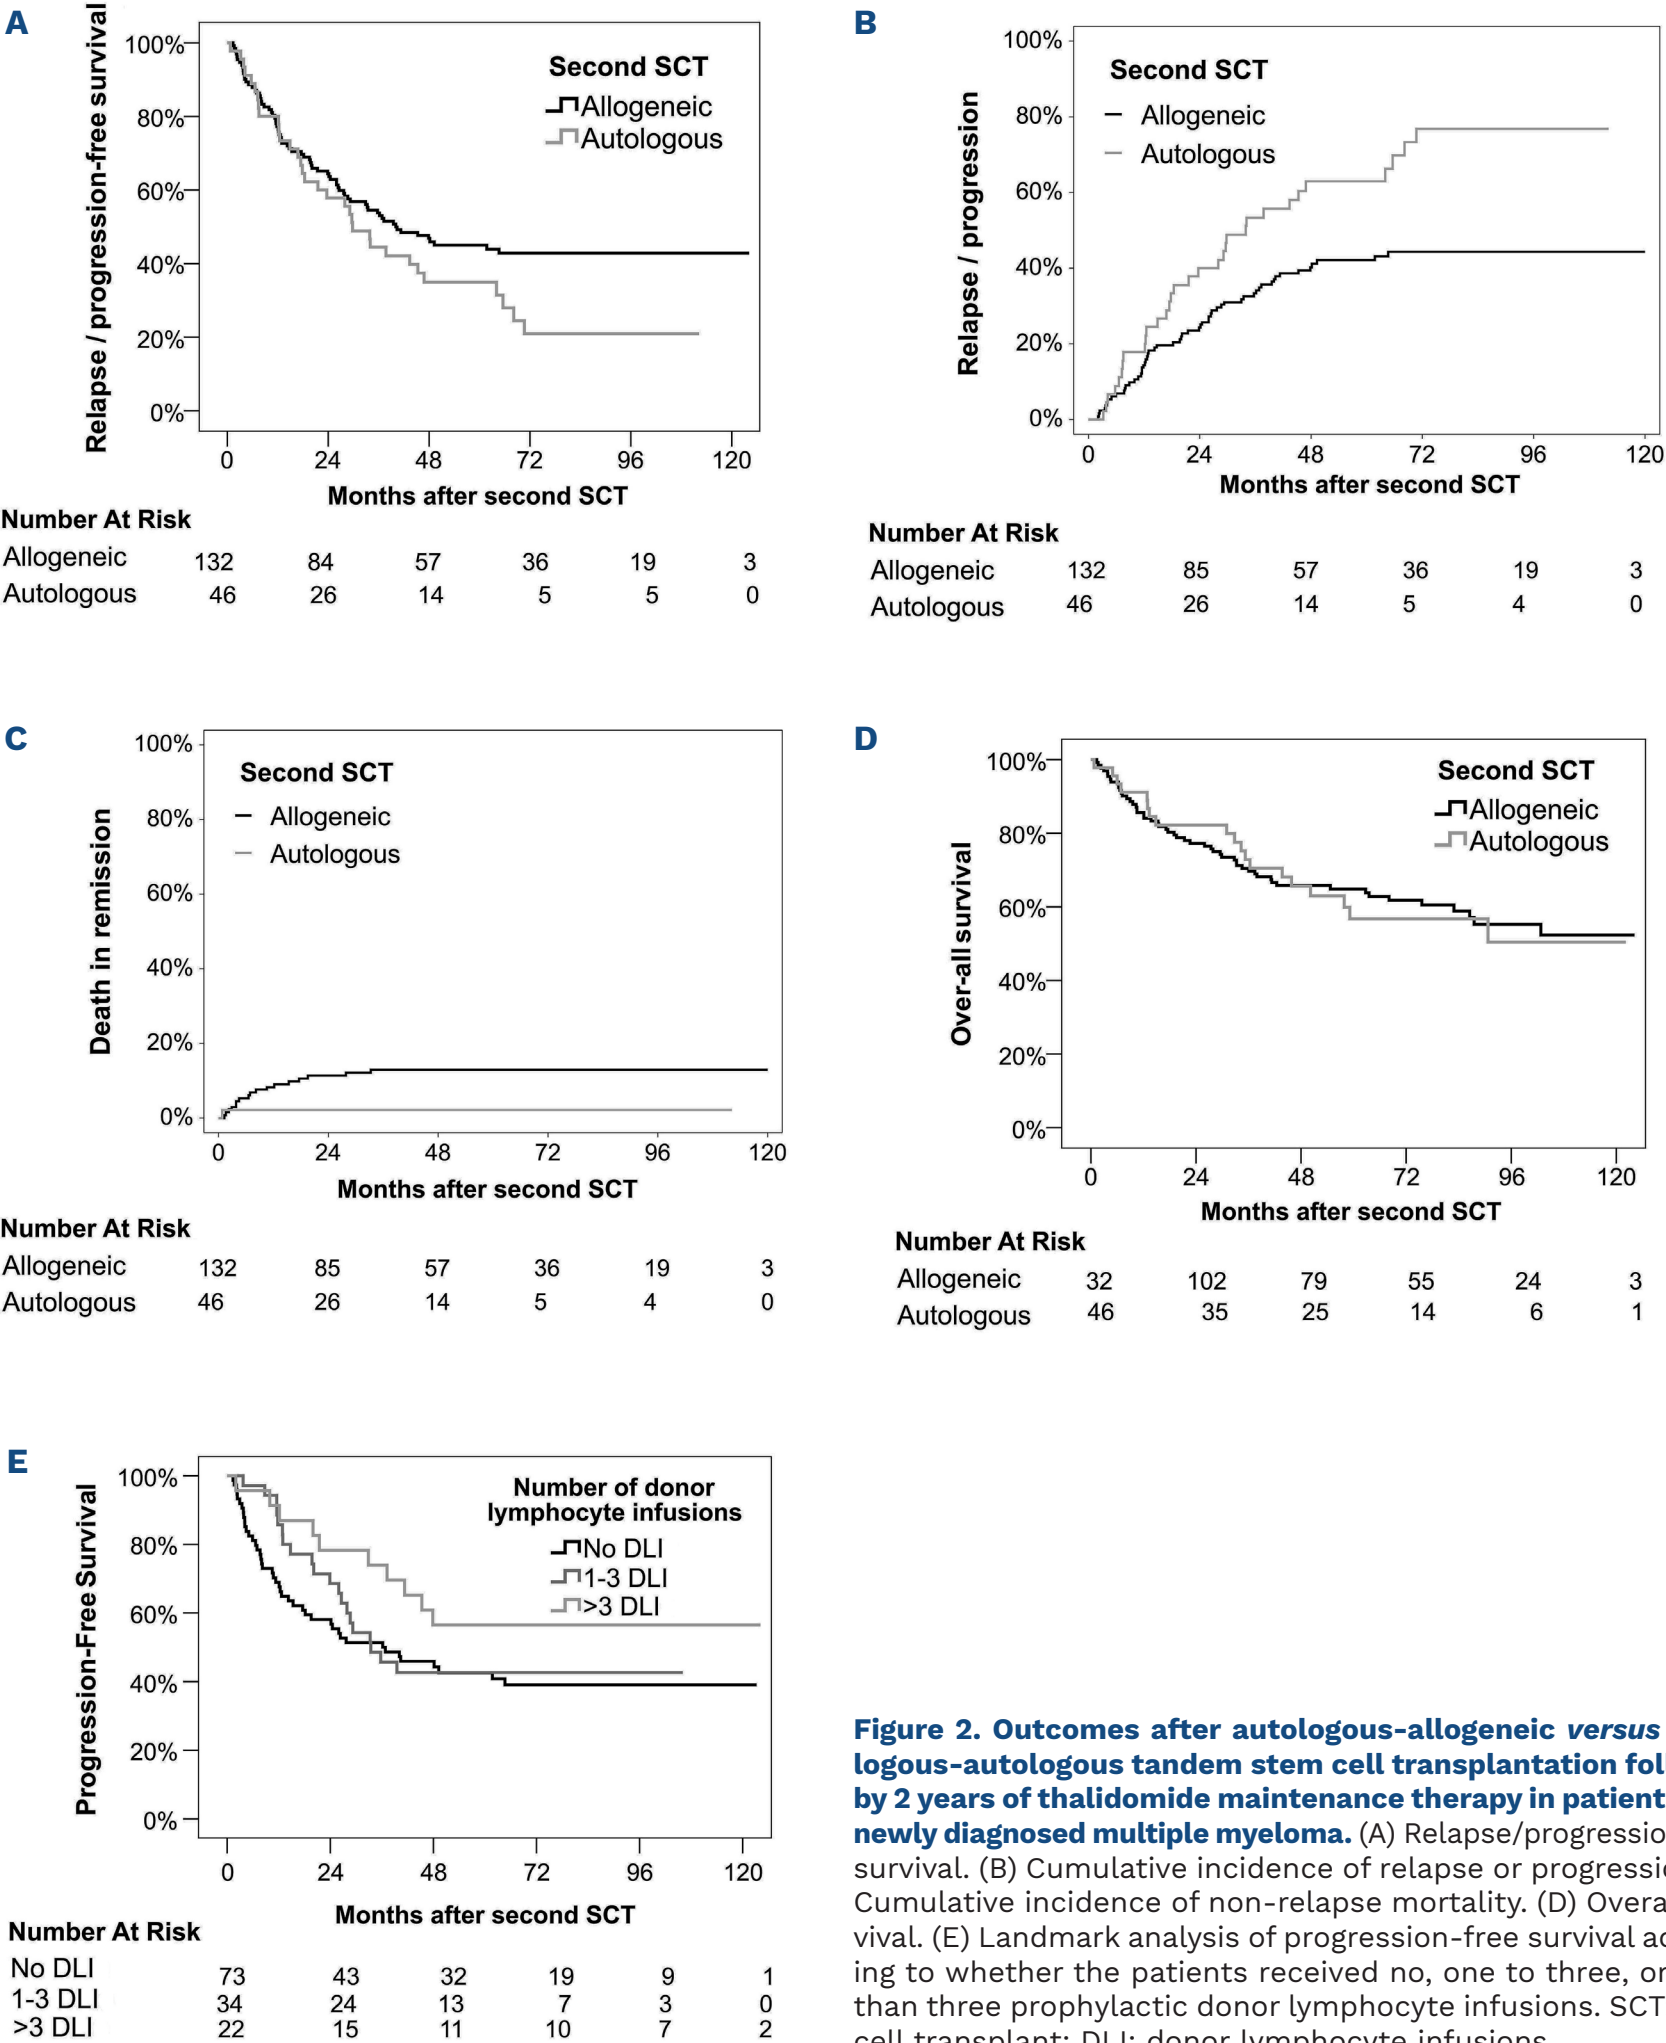 A
Relapse / progression-free survival
100%
80%
60%
40%
20%
0%
Second SCT
Allogeneic
Autologous
0 24 48 72 96 120
Months after second SCT
Number At Risk
Allogeneic 132 84 57 36 19 3
Autologous 46 26 14 5 5 0
B
Relapse / progression
100%
80%
60%
40%
20%
0%
Second SCT
Allogeneic
Autologous
0 24 48 72 96 120
Months after second SCT
Number At Risk
Allogeneic 132 85 57 36 19 3
Autologous 46 26 14 5 4 0
C
Death in remission
100%
80%
60%
40%
20%
0%
Second SCT
Allogeneic
Autologous
0 24 48 72 96 120
Months after second SCT
Number At Risk
Allogeneic 132 85 57 36 19 3
Autologous 46 26 14 5 4 0
D
Over-all survival
100%
80%
60%
40%
20%
0%
Second SCT
Allogeneic
Autologous
0 24 48 72 96 120
Months after second SCT
Number At Risk
Allogeneic 32 102 79 55 24 3
Autologous 46 35 25 14 6 1
E
Progression-Free Survival
100%
80%
60%
40%
20%
0%
Number of donor
lymphocyte infusions
No DLI
1-3 DLI
>3 DLI
0 24 48 72 96 120
Months after second SCT
Number At Risk
No DLI 73 43 32 19 9 1
1-3 DLI 34 24 13 7 3 0
>3 DLI 22 15 11 10 7 2
Figure 2. Outcomes after autologous-allogeneic versus
logous-autologous tandem stem cell transplantation fol
by 2 years of thalidomide maintenance therapy in patient
newly diagnosed multiple myeloma. (A) Relapse/progressio
survival. (B) Cumulative incidence of relapse or progressi
Cumulative incidence of non-relapse mortality. (D) Overa
vival. (E) Landmark analysis of progression-free survival a
ing to whether the patients received no, one to three, or
than three prophylactic donor lymphocyte infusions. SCT
cell transplant; DLI: donor lymphocyte infusions